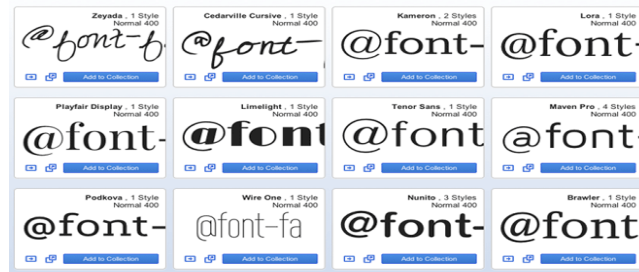 Zeyada , 1 Style
Normal 400
@font-f
Add to Collection
Cedarville Cursive , 1 Style
Normal 400
@font-
Add to Collection
Kameron , 2 Styles
Normal 400
@font-
Add to Collection
Lora , 1 Style
Normal 400
@font-
Add to Collection
Playfair Display , 1 Style
Normal 400
@font-
Add to Collection
Limelight , 1 Style
Normal 400
@font
Add to Collection
Tenor Sans , 1 Style
Normal 400
@font
Add to Collection
Maven Pro , 4 Styles
Normal 400
@font-
Add to Collection
Podkova , 1 Style
Normal 400
@font-
Add to Collection
Wire One , 1 Style
Normal 400
@font-fa
Add to Collection
Nunito , 3 Styles
Normal 400
@font-
Add to Collection
Brawler , 1 Style
Normal 400
@font-
Add to Collection